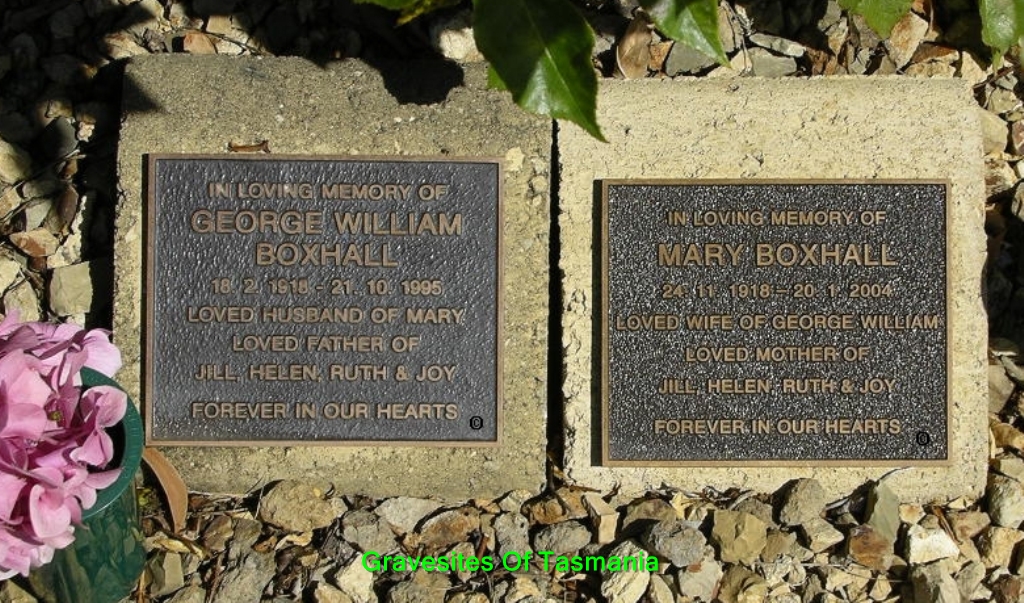 IN LOVING MEMORY OF
GEORGE WILLIAM
BOXHALL
18. 2. 1918 - 21. 10. 1995
LOVED HUSBAND OF MARY
LOVED FATHER OF
JILL, HELEN, RUTH & JOY
FOREVER IN OUR HEARTS
©
IN LOVING MEMORY OF
MARY BOXHALL
24. 11. 1918 - 20. 1. 2004
LOVED WIFE OF GEORGE WILLIAM
LOVED MOTHER OF
JILL, HELEN, RUTH & JOY
FOREVER IN OUR HEARTS
©
Gravesites Of Tasmania